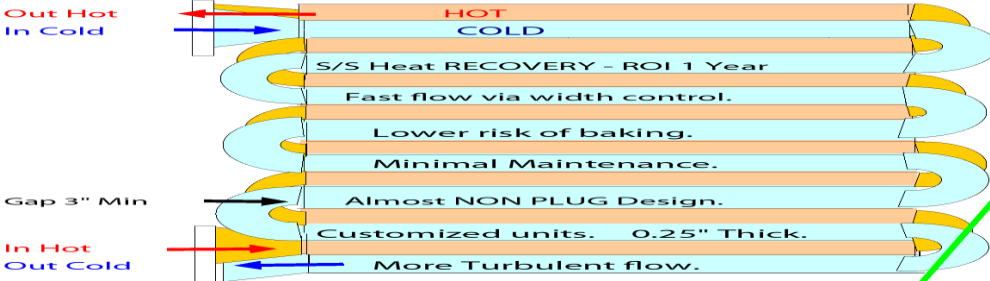 Out Hot
HOT
In Cold
COLD
S/S Heat RECOVERY - ROI 1 Year
Fast flow via width control.
Lower risk of baking.
Minimal Maintenance.
Gap 3" Min
Almost NON PLUG Design.
Customized units. 0.25" Thick.
In Hot
Out Cold
More Turbulent flow.